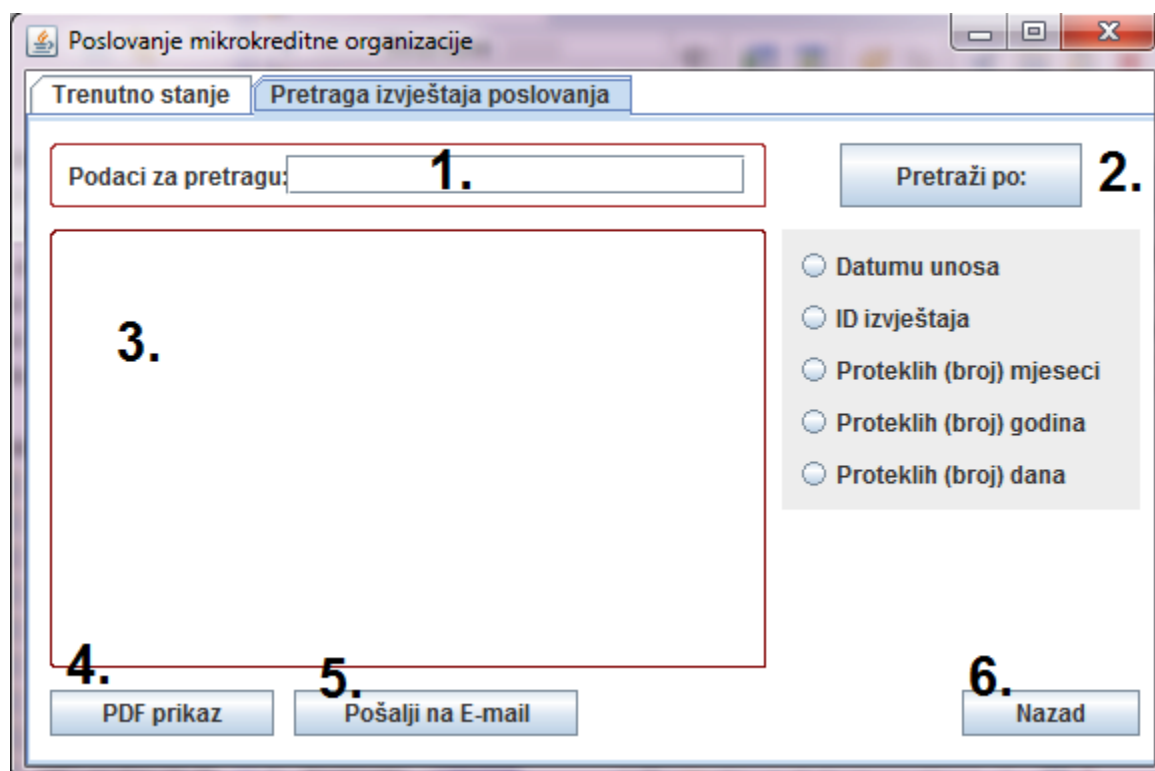 Poslovanje mikrokreditne organizacije
Trenutno stanje
Pretraga izvještaja poslovanja
Podaci za pretragu:
1.
Pretraži po:
2.
3.
Datumu unosa
ID izvještaja
Proteklih (broj) mjeseci
Proteklih (broj) godina
Proteklih (broj) dana
4.
5.
6.
PDF prikaz
Pošalji na E-mail
Nazad